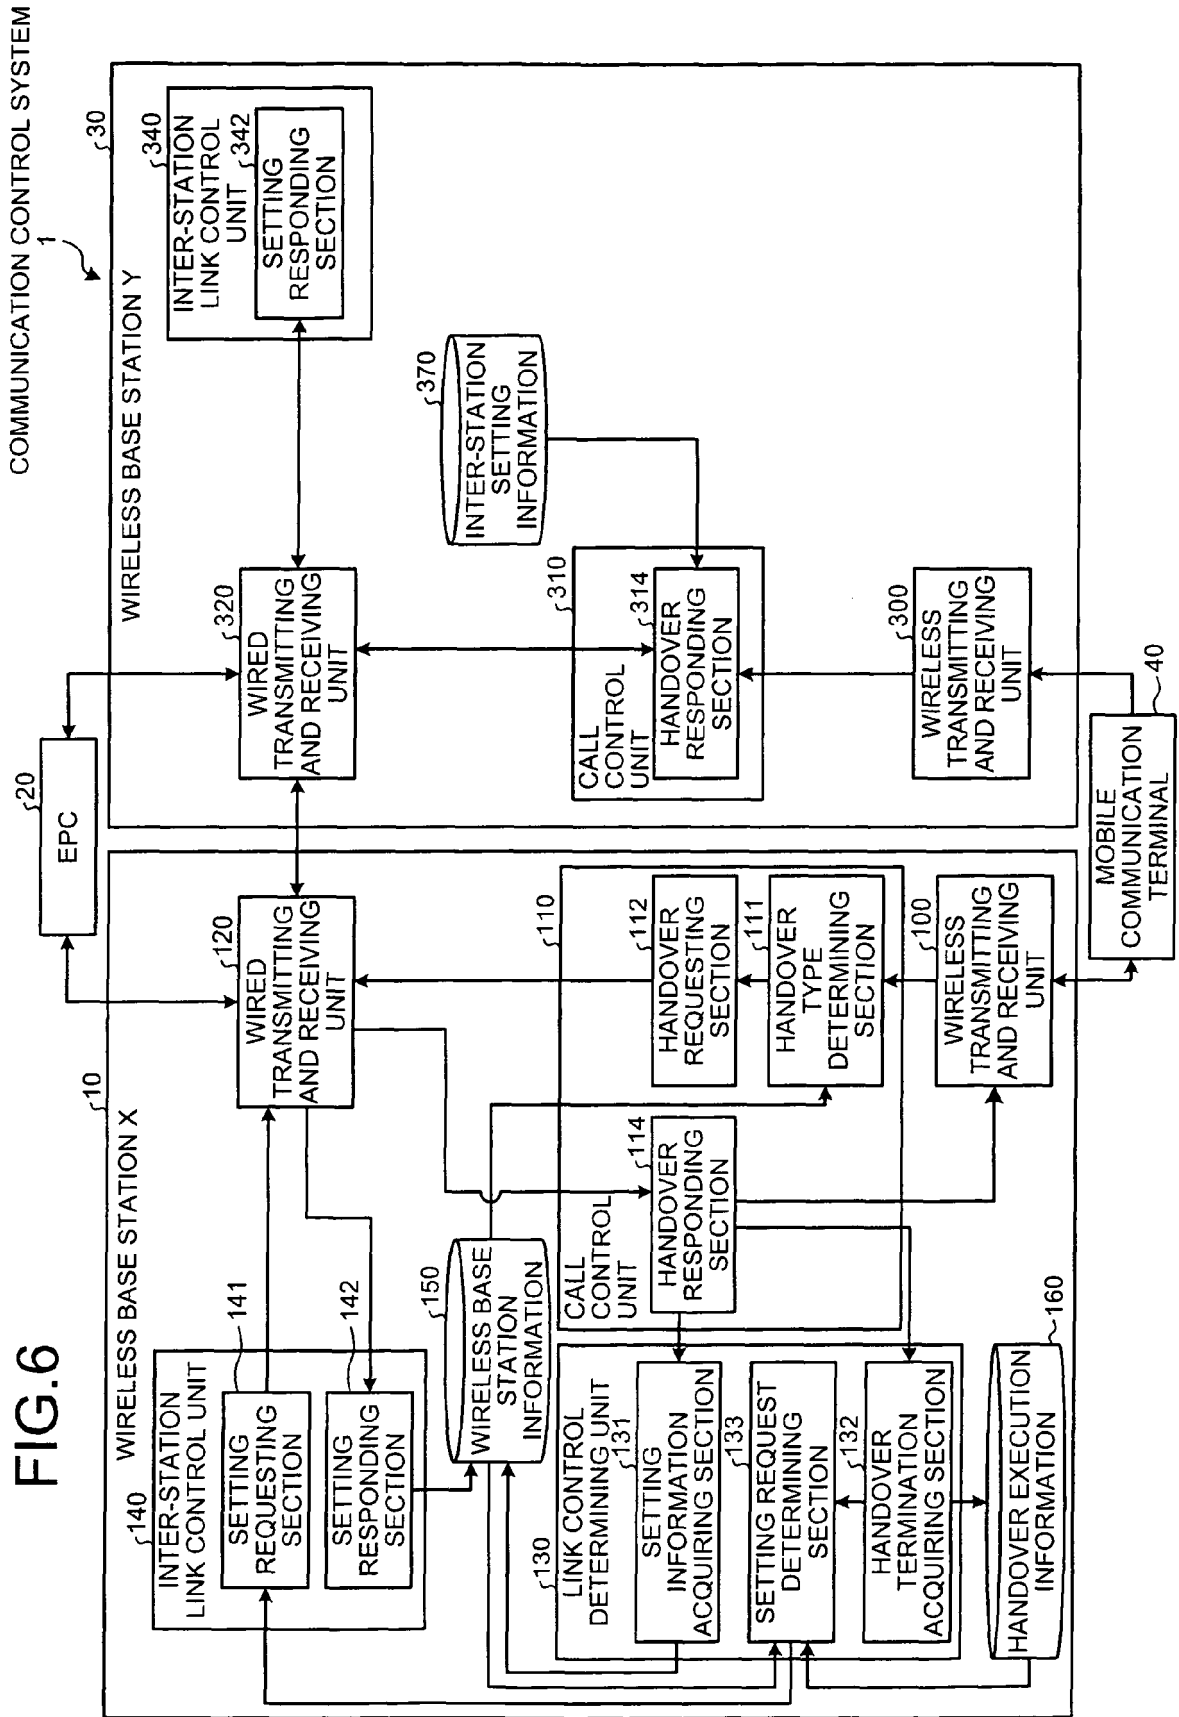 FIG.6
COMMUNICATION CONTROL SYSTEM
1
10
WIRELESS BASE STATION X
140
INTER-STATION
LINK CONTROL UNIT
141
SETTING
REQUESTING
SECTION
142
SETTING
RESPONDING
SECTION
120
WIRED
TRANSMITTING
AND RECEIVING
UNIT
20
EPC
150
WIRELESS BASE
STATION
INFORMATION
130
LINK CONTROL
DETERMINING UNIT
131
SETTING
INFORMATION
ACQUIRING SECTION
133
SETTING REQUEST
DETERMINING
SECTION
132
HANDOVER
TERMINATION
ACQUIRING SECTION
160
HANDOVER EXECUTION
INFORMATION
110
CALL
CONTROL
UNIT
114
HANDOVER
RESPONDING
SECTION
112
HANDOVER
REQUESTING
SECTION
111
HANDOVER
TYPE
DETERMINING
SECTION
100
WIRELESS
TRANSMITTING
AND RECEIVING
UNIT
30
WIRELESS BASE STATION Y
320
WIRED
TRANSMITTING
AND RECEIVING
UNIT
340
INTER-STATION
LINK CONTROL
UNIT
342
SETTING
RESPONDING
SECTION
370
INTER-STATION
SETTING
INFORMATION
310
CALL
CONTROL
UNIT
314
HANDOVER
RESPONDING
SECTION
300
WIRELESS
TRANSMITTING
AND RECEIVING
UNIT
40
MOBILE
COMMUNICATION
TERMINAL